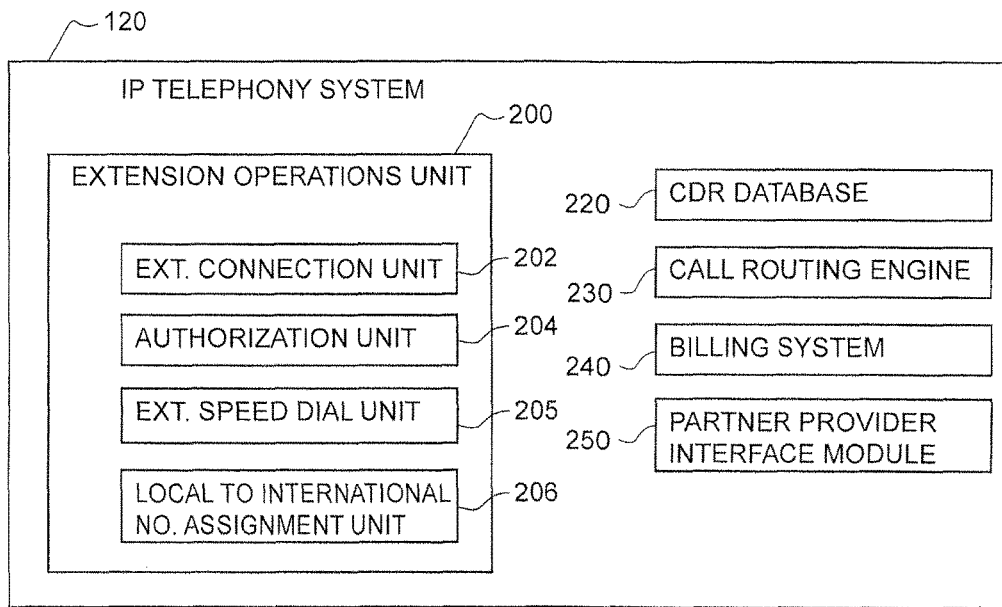 120
IP TELEPHONY SYSTEM
200
EXTENSION OPERATIONS UNIT
EXT. CONNECTION UNIT
202
AUTHORIZATION UNIT
204
EXT. SPEED DIAL UNIT
205
LOCAL TO INTERNATIONAL
NO. ASSIGNMENT UNIT
206
220
CDR DATABASE
230
CALL ROUTING ENGINE
240
BILLING SYSTEM
250
PARTNER PROVIDER
INTERFACE MODULE